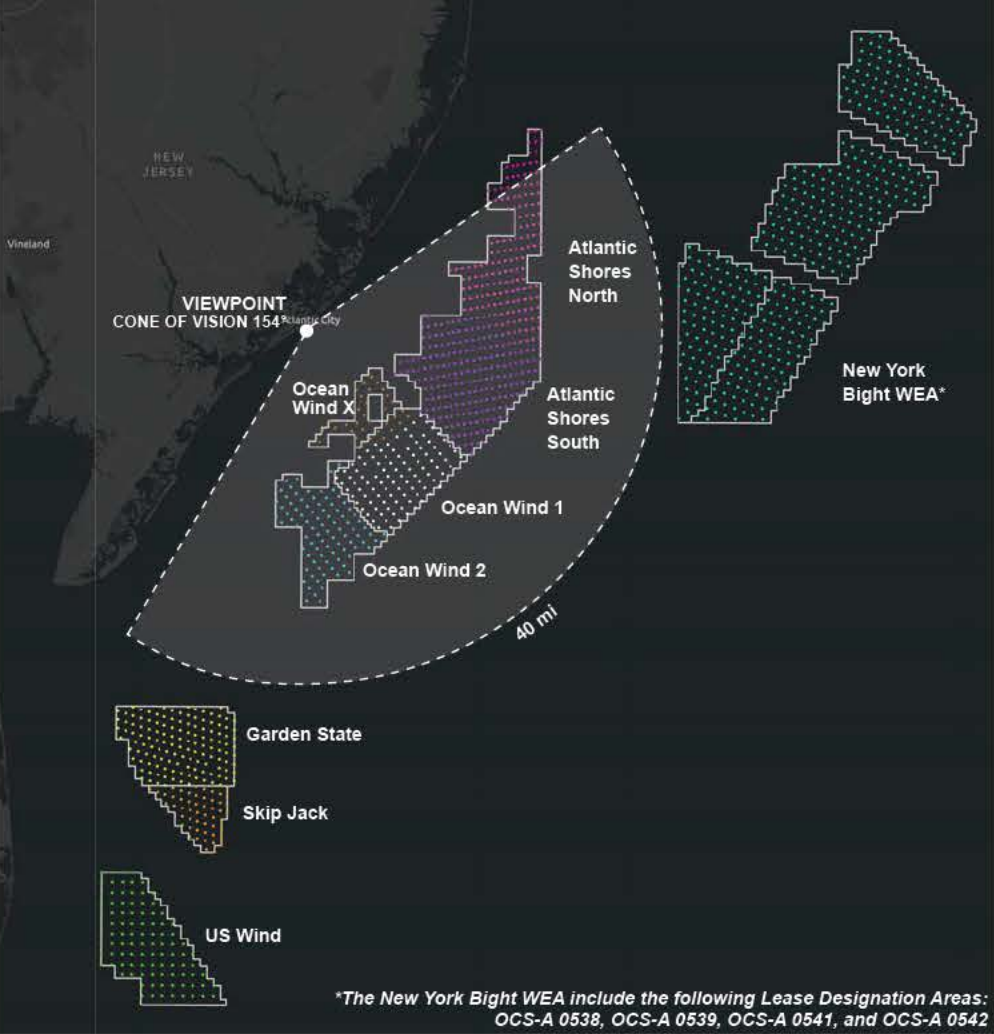 NEW
JERSEY
Vineland
VIEWPOINT
CONE OF VISION 154°
Atlantic City
Atlantic
Shores
North
Ocean
Wind X
Atlantic
Shores
South
New York
Bight WEA*
Ocean Wind 1
Ocean Wind 2
40 mi
Garden State
Skip Jack
US Wind
*The New York Bight WEA include the following Lease Designation Areas:
OCS-A 0538, OCS-A 0539, OCS-A 0541, and OCS-A 0542